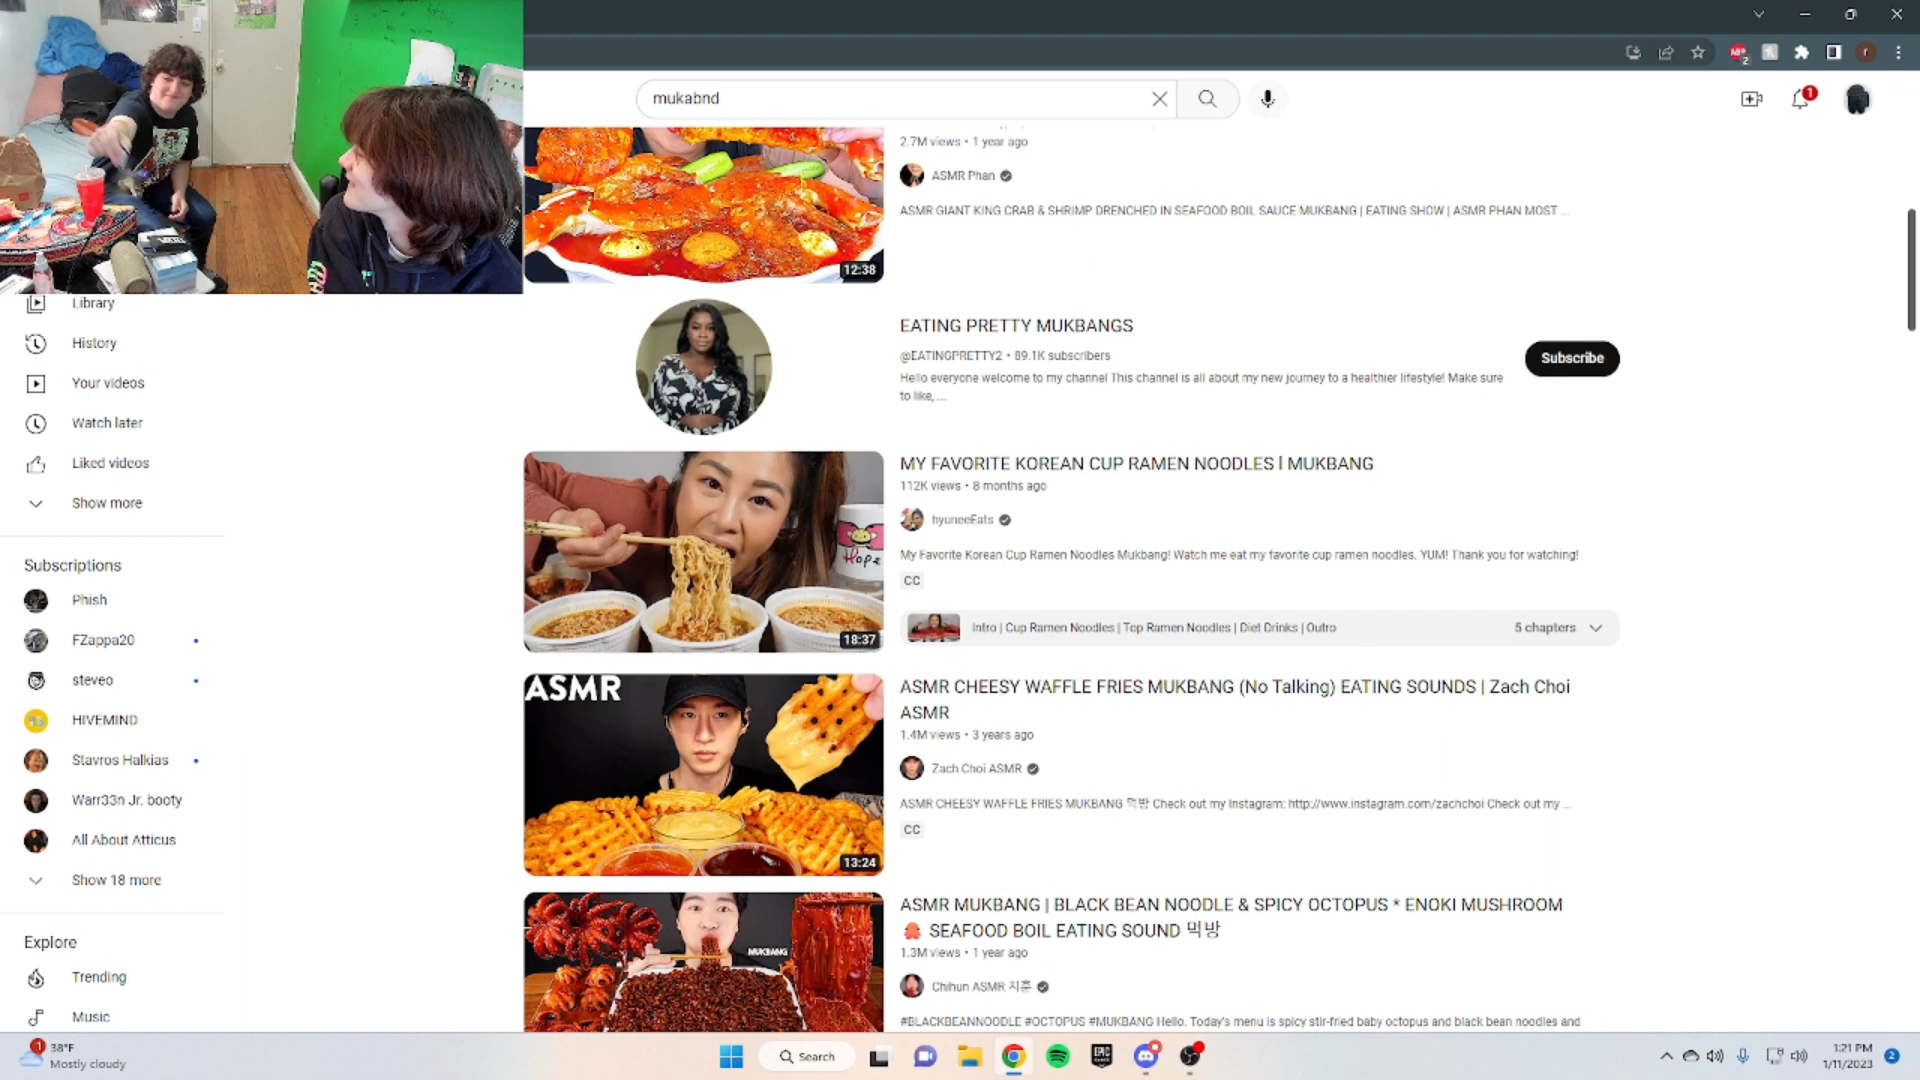 mukabnd
1
2
r
2.7M views • 1 year ago
ASMR Phan
ASMR GIANT KING CRAB & SHRIMP DRENCHED IN SEAFOOD BOIL SAUCE MUKBANG | EATING SHOW | ASMR PHAN MOST ...
12:38
EATING PRETTY MUKBANGS
@EATINGPRETTY2 • 89.1K subscribers
Hello everyone welcome to my channel This channel is all about my new journey to a healthier lifestyle! Make sure
to like, ...
Subscribe
MY FAVORITE KOREAN CUP RAMEN NOODLES l MUKBANG
112K views • 8 months ago
hyuneeEats
My Favorite Korean Cup Ramen Noodles Mukbang! Watch me eat my favorite cup ramen noodles. YUM! Thank you for watching!
CC
Hope
18:37
Intro | Cup Ramen Noodles | Top Ramen Noodles | Diet Drinks | Outro
5 chapters
ASMR
ASMR CHEESY WAFFLE FRIES MUKBANG (No Talking) EATING SOUNDS | Zach Choi
ASMR
1.4M views • 3 years ago
Zach Choi ASMR
ASMR CHEESY WAFFLE FRIES MUKBANG 먹방 Check out my Instagram: http://www.instagram.com/zachchoi Check out my ...
CC
13:24
ASMR MUKBANG | BLACK BEAN NOODLE & SPICY OCTOPUS * ENOKI MUSHROOM
🐙 SEAFOOD BOIL EATING SOUND 먹방
1.3M views • 1 year ago
MUKBANG
Chihun ASMR 지훈
#BLACKBEANNOODLE #OCTOPUS #MUKBANG Hello. Today's menu is spicy stir-fried baby octopus and black bean noodles and
Library
History
Your videos
Watch later
Liked videos
Show more
Subscriptions
Phish
FZappa20
steveo
HIVEMIND
Stavros Halkias
Warr33n Jr. booty
All About Atticus
Show 18 more
Explore
Trending
Music
1
38°F
Mostly cloudy
Search
EPIC
1:21 PM
1/11/2023
2